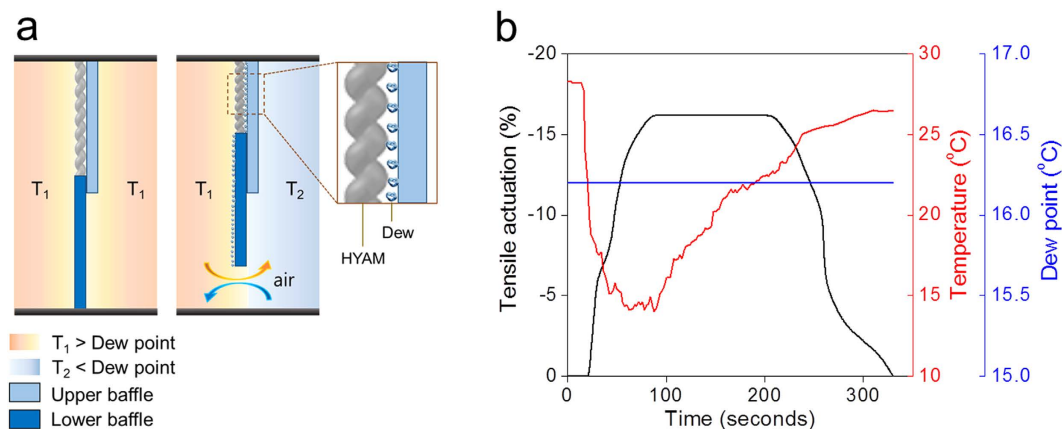 a
T₁
T₁
T₁
T₂
air
HYAM
Dew
T₁ > Dew point
T₂ < Dew point
Upper baffle
Lower baffle
b
-20
-15
-10
-5
0
Tensile actuation (%)
0
100
200
300
Time (seconds)
30
25
20
15
10
Temperature (°C)
17.0
16.5
16.0
15.5
15.0
Dew point (°C)